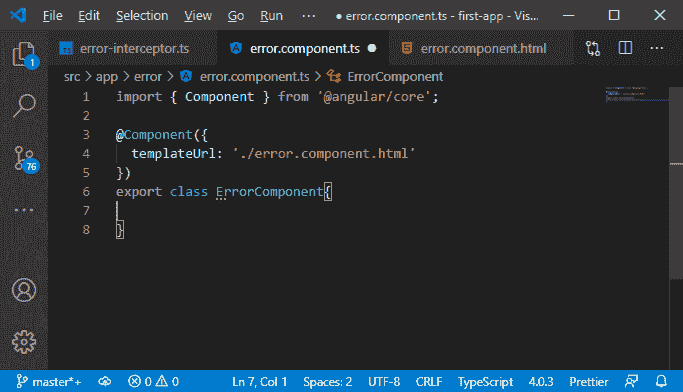 File Edit Selection View Go Run ··· ● error.component.ts - first-app - Vis...
error-interceptor.ts error.component.ts ● error.component.html ···
src > app > error > error.component.ts > ErrorComponent
1 import { Component } from '@angular/core';
2
3 @Component({
4 templateUrl: './error.component.html'
5 })
6 export class ErrorComponent{
7
8 }
1
76
master*+ 0 0 Ln 7, Col 1 Spaces: 2 UTF-8 CRLF TypeScript 4.0.3 Prettier